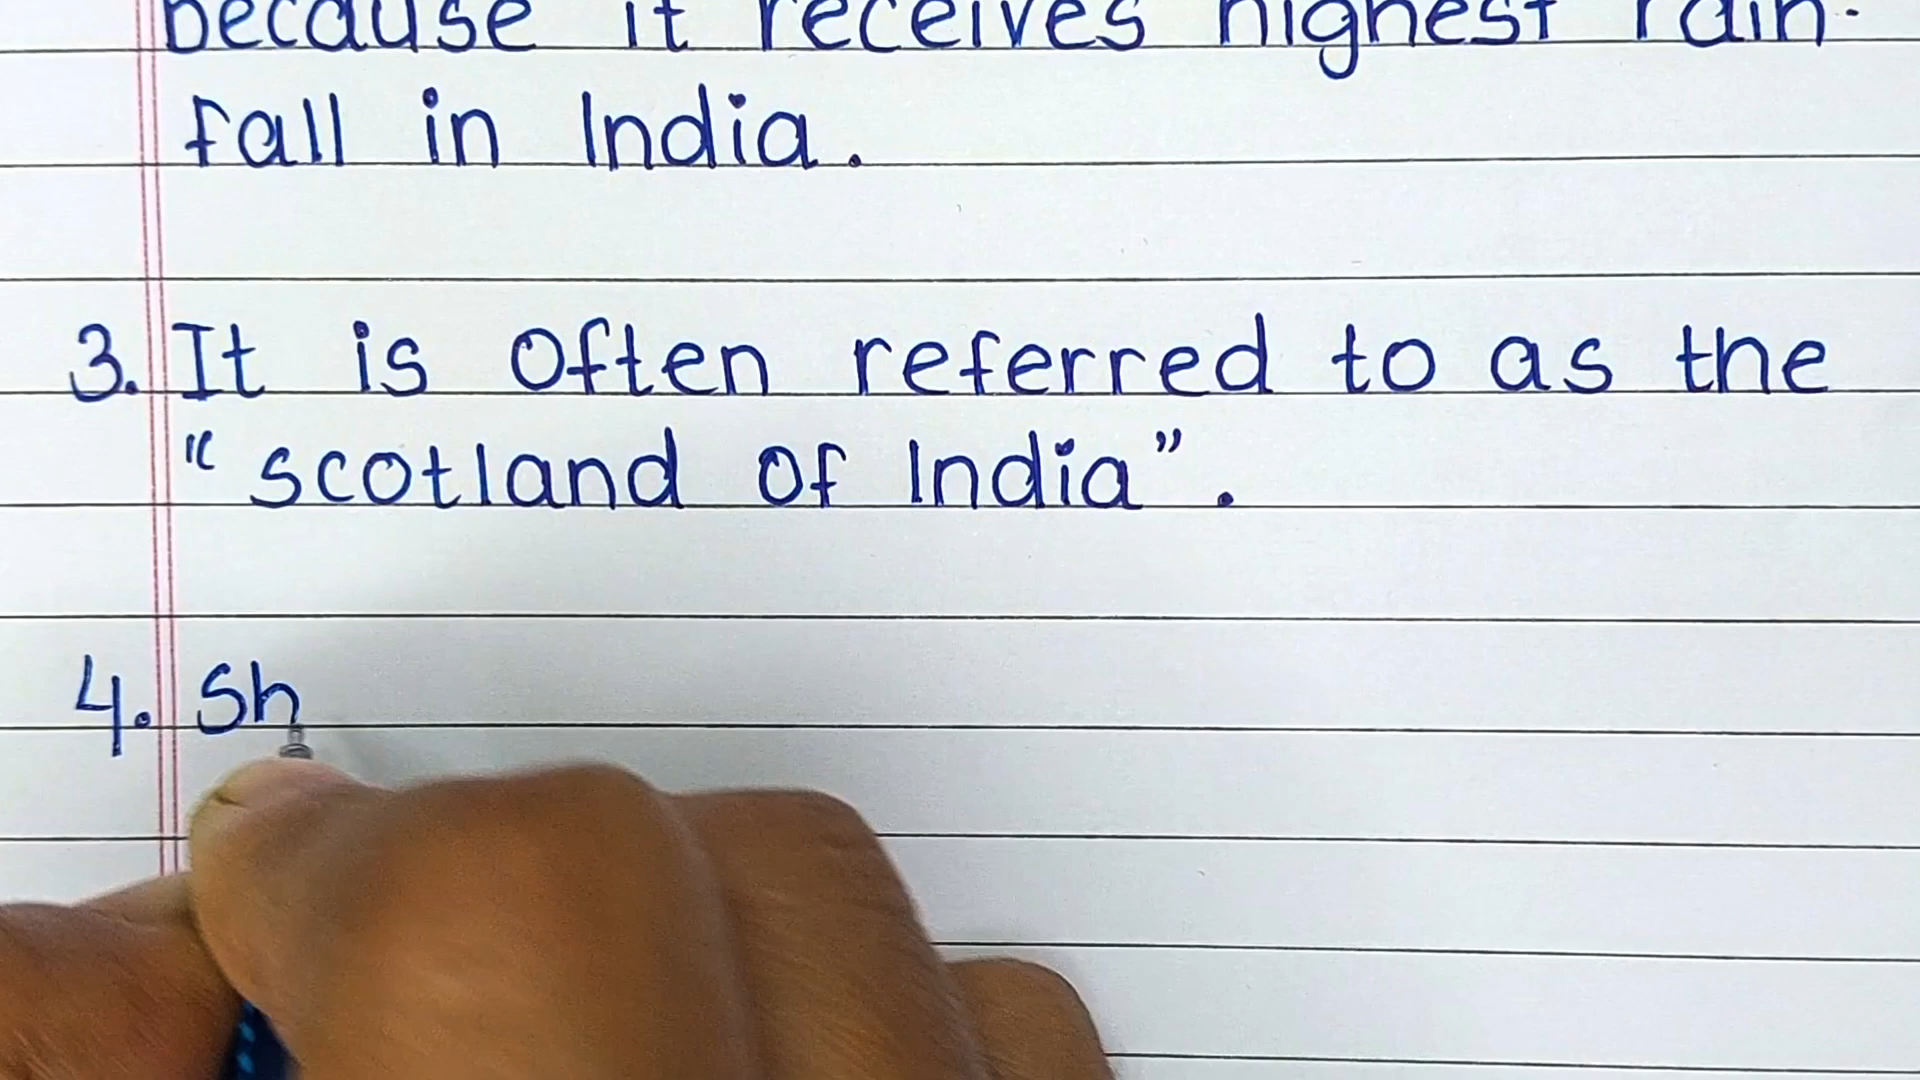 because it receives highest rain-
fall in India.
3. It is often referred to as the
“scotland of India”.
4. Sh